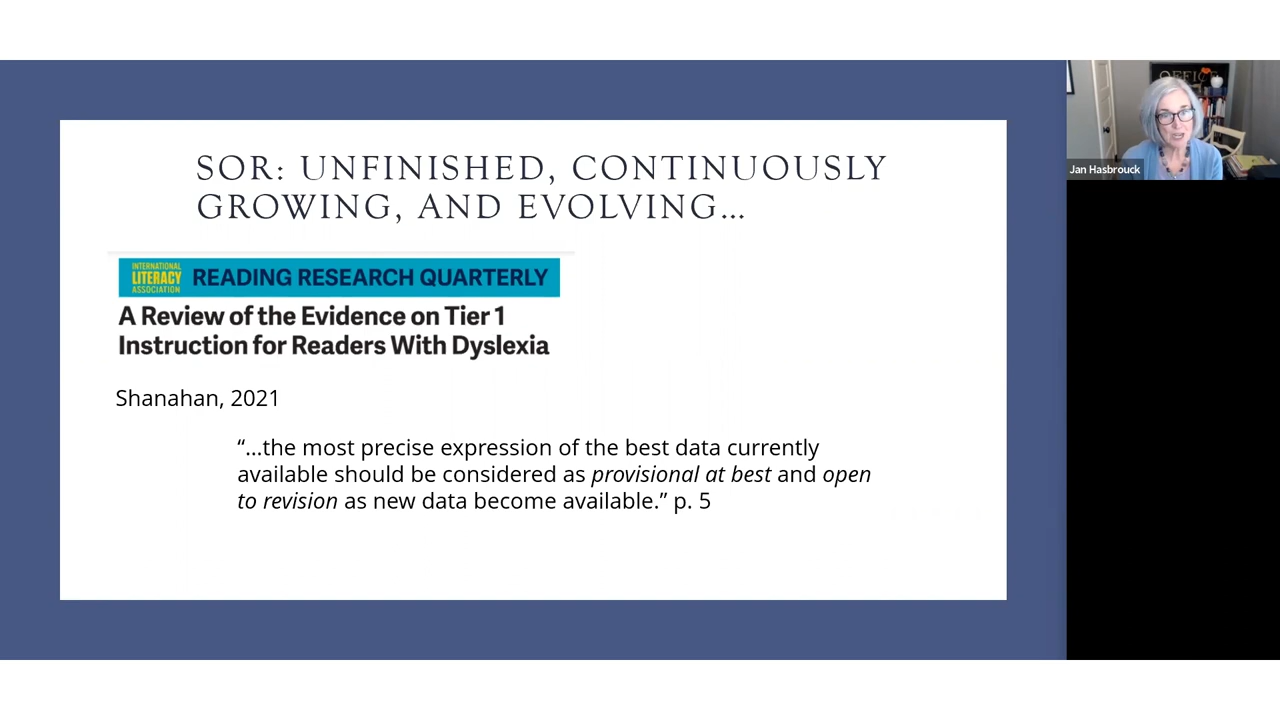 SOR: UNFINISHED, CONTINUOUSLY
GROWING, AND EVOLVING…
INTERNATIONAL
LITERACY
ASSOCIATION
READING RESEARCH QUARTERLY
A Review of the Evidence on Tier 1
Instruction for Readers With Dyslexia
Shanahan, 2021
“…the most precise expression of the best data currently
available should be considered as provisional at best and open
to revision as new data become available.” p. 5
OFFICE
Jan Hasbrouck